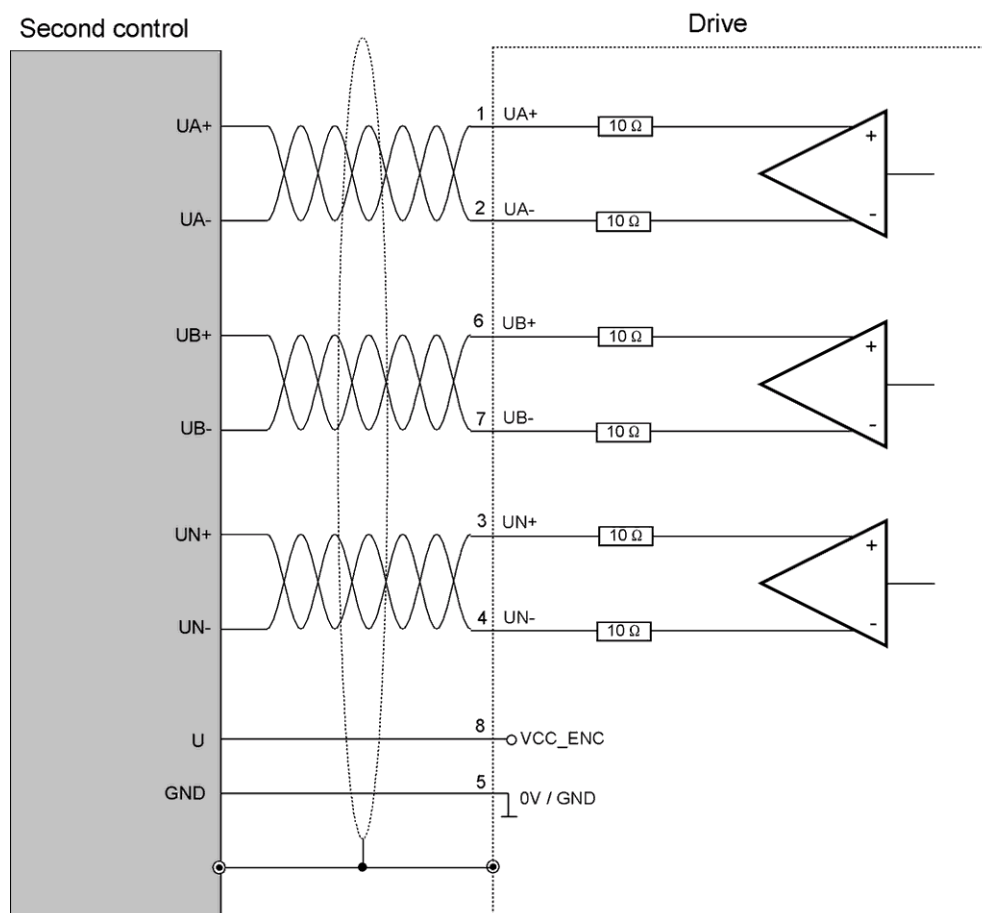 Second control
Drive
UA+ 1 UA+ 10 Ω +
UA- 2 UA- 10 Ω -
UB+ 6 UB+ 10 Ω +
UB- 7 UB- 10 Ω -
UN+ 3 UN+ 10 Ω +
UN- 4 UN- 10 Ω -
U 8 VCC_ENC
GND 5 0V / GND